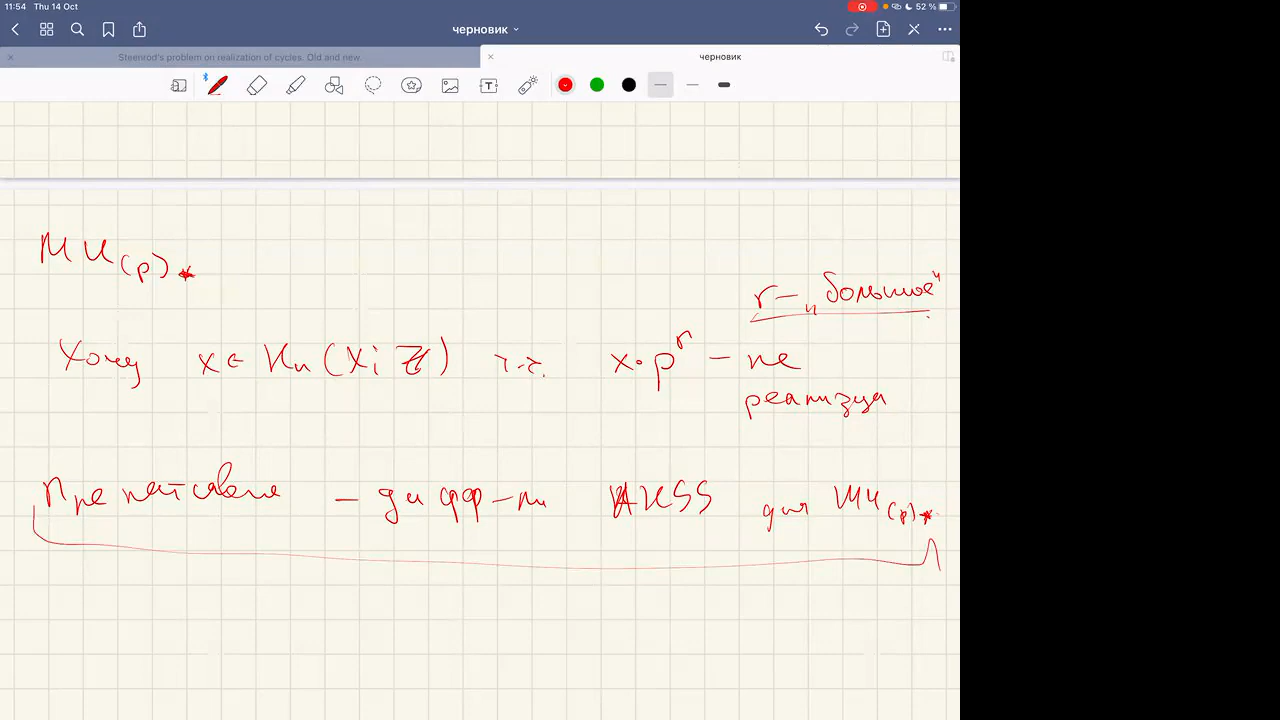 11:54 Thu 14 Oct
52 %
черновик
Steenrod's problem on realization of cycles. Old and new.
черновик
MU(p)*
r – „большое"
Хочу x ∈ Hn (X; ℤ) т.ч. x · p^r – не
реализуа
Препятствие – дифф-лы AHSS для MU(p)*